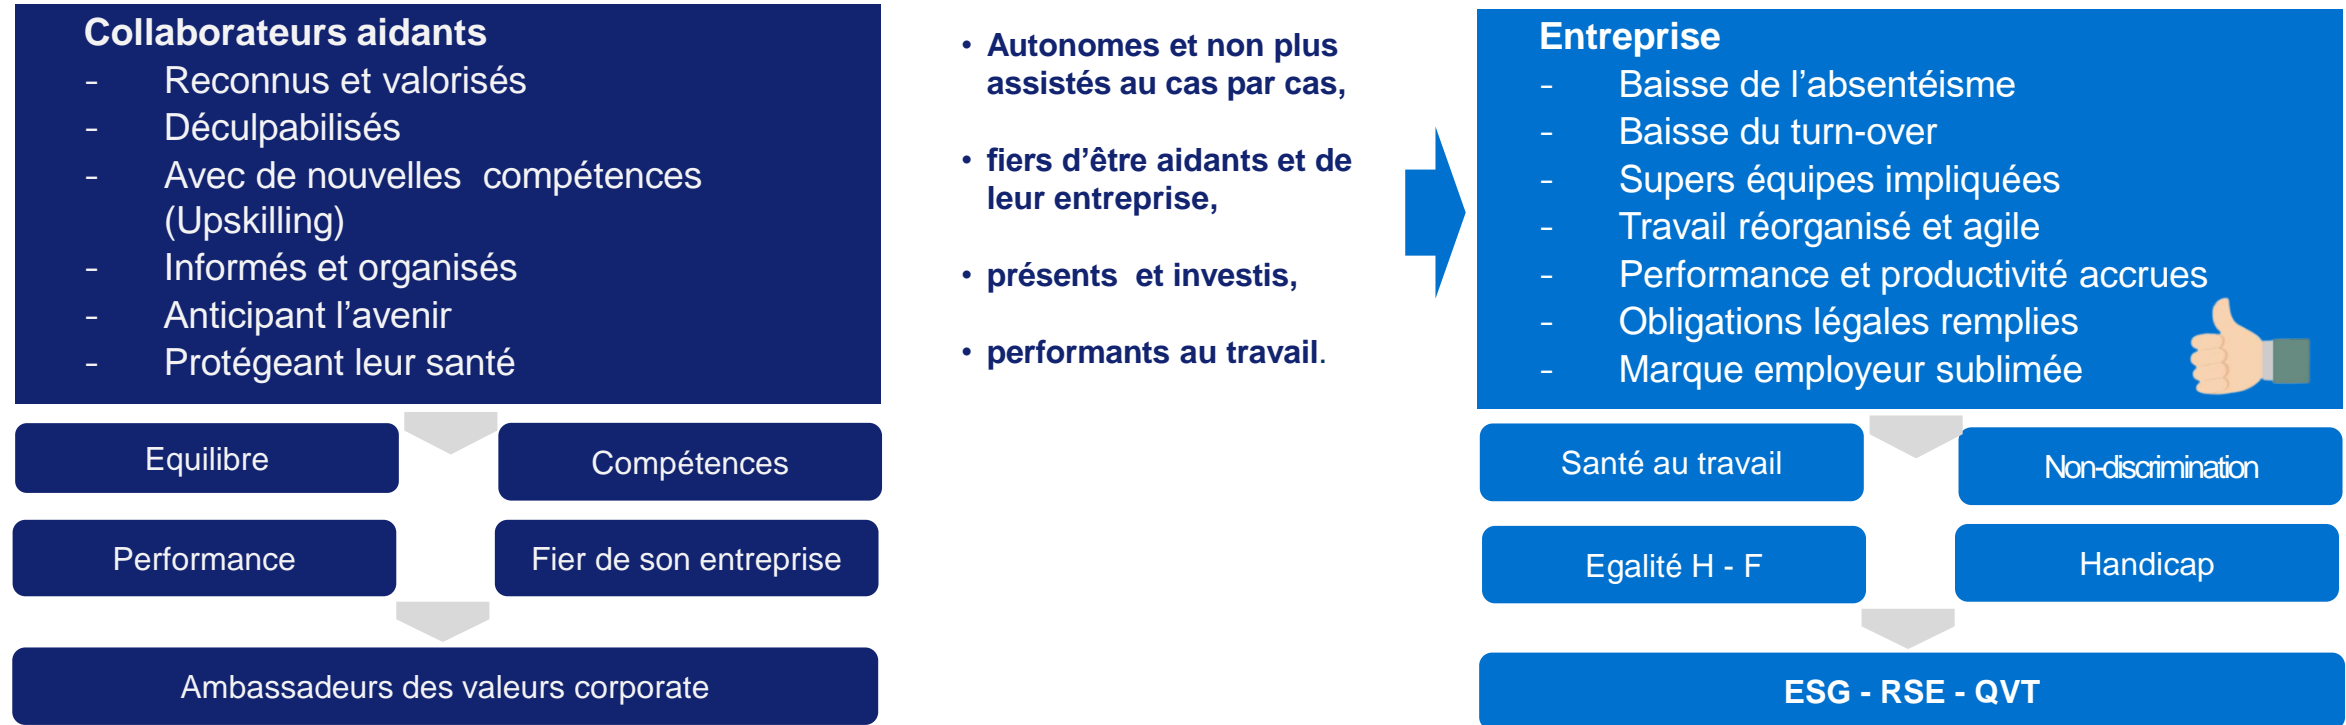 Collaborateurs aidants
- Reconnus et valorisés
- Déculpabilisés
- Avec de nouvelles compétences
(Upskilling)
- Informés et organisés
- Anticipant l'avenir
- Protégeant leur santé
Equilibre
Compétences
Performance
Fier de son entreprise
Ambassadeurs des valeurs corporate
• Autonomes et non plus
assistés au cas par cas,
• fiers d'être aidants et de
leur entreprise,
• présents et investis,
• performants au travail.
Entreprise
- Baisse de l'absentéisme
- Baisse du turn-over
- Supers équipes impliquées
- Travail réorganisé et agile
- Performance et productivité accrues
- Obligations légales remplies
- Marque employeur sublimée
Santé au travail
Non-discrimination
Egalité H - F
Handicap
ESG - RSE - QVT